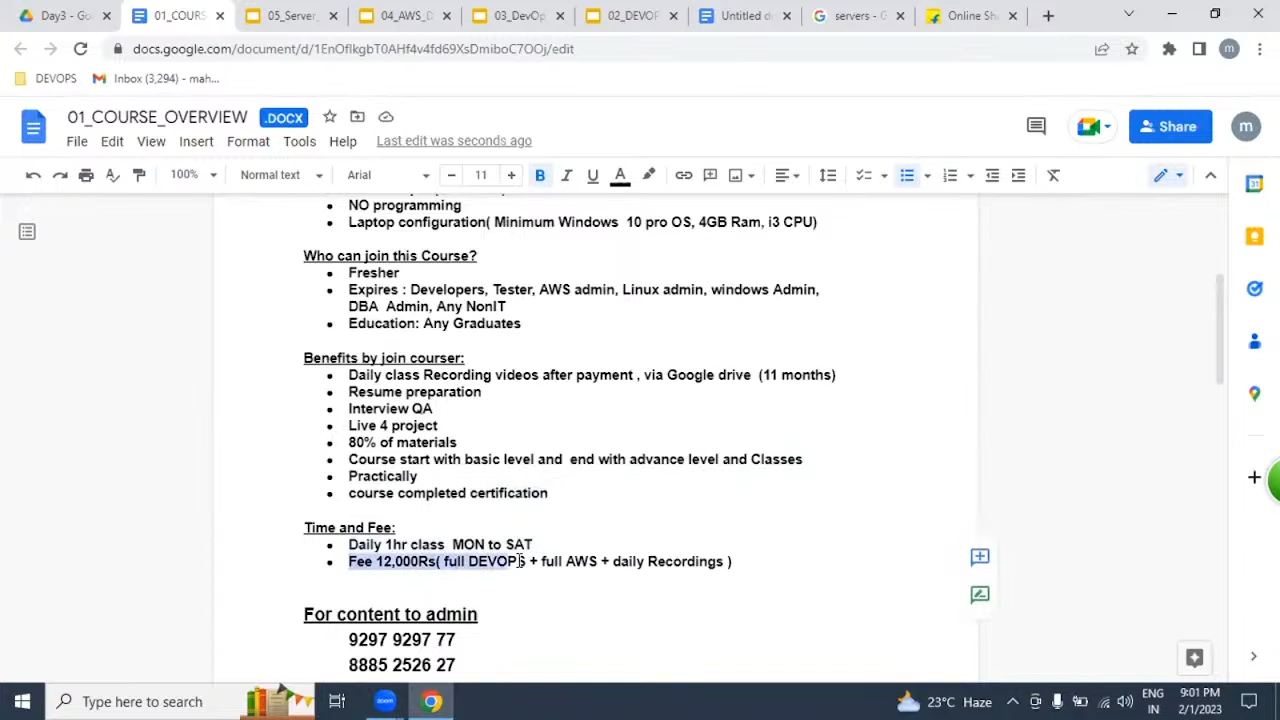 Day3 - Go
01_COURS
05_Server_
04_AWS_D
03_DevOp
02_DEVOP
Untitled d
servers - G
Online Sh
docs.google.com/document/d/1EnOflkgbT0AHf4v4fd69XsDmiboC7OOj/edit
DEVOPS
Inbox (3,294) - mah...
01_COURSE_OVERVIEW
.DOCX
Share
File Edit View Insert Format Tools Help Last edit was seconds ago
100% Normal text Arial 11
NO programming
Laptop configuration( Minimum Windows 10 pro OS, 4GB Ram, i3 CPU)
Who can join this Course?
Fresher
Expires : Developers, Tester, AWS admin, Linux admin, windows Admin,
DBA Admin, Any NonIT
Education: Any Graduates
Benefits by join courser:
Daily class Recording videos after payment , via Google drive (11 months)
Resume preparation
Interview QA
Live 4 project
80% of materials
Course start with basic level and end with advance level and Classes
Practically
course completed certification
Time and Fee:
Daily 1hr class MON to SAT
Fee 12,000Rs( full DEVOPS + full AWS + daily Recordings )
For content to admin
9297 9297 77
8885 2526 27
Type here to search
zoom
23°C Haze
ENG
IN
9:01 PM
2/1/2023